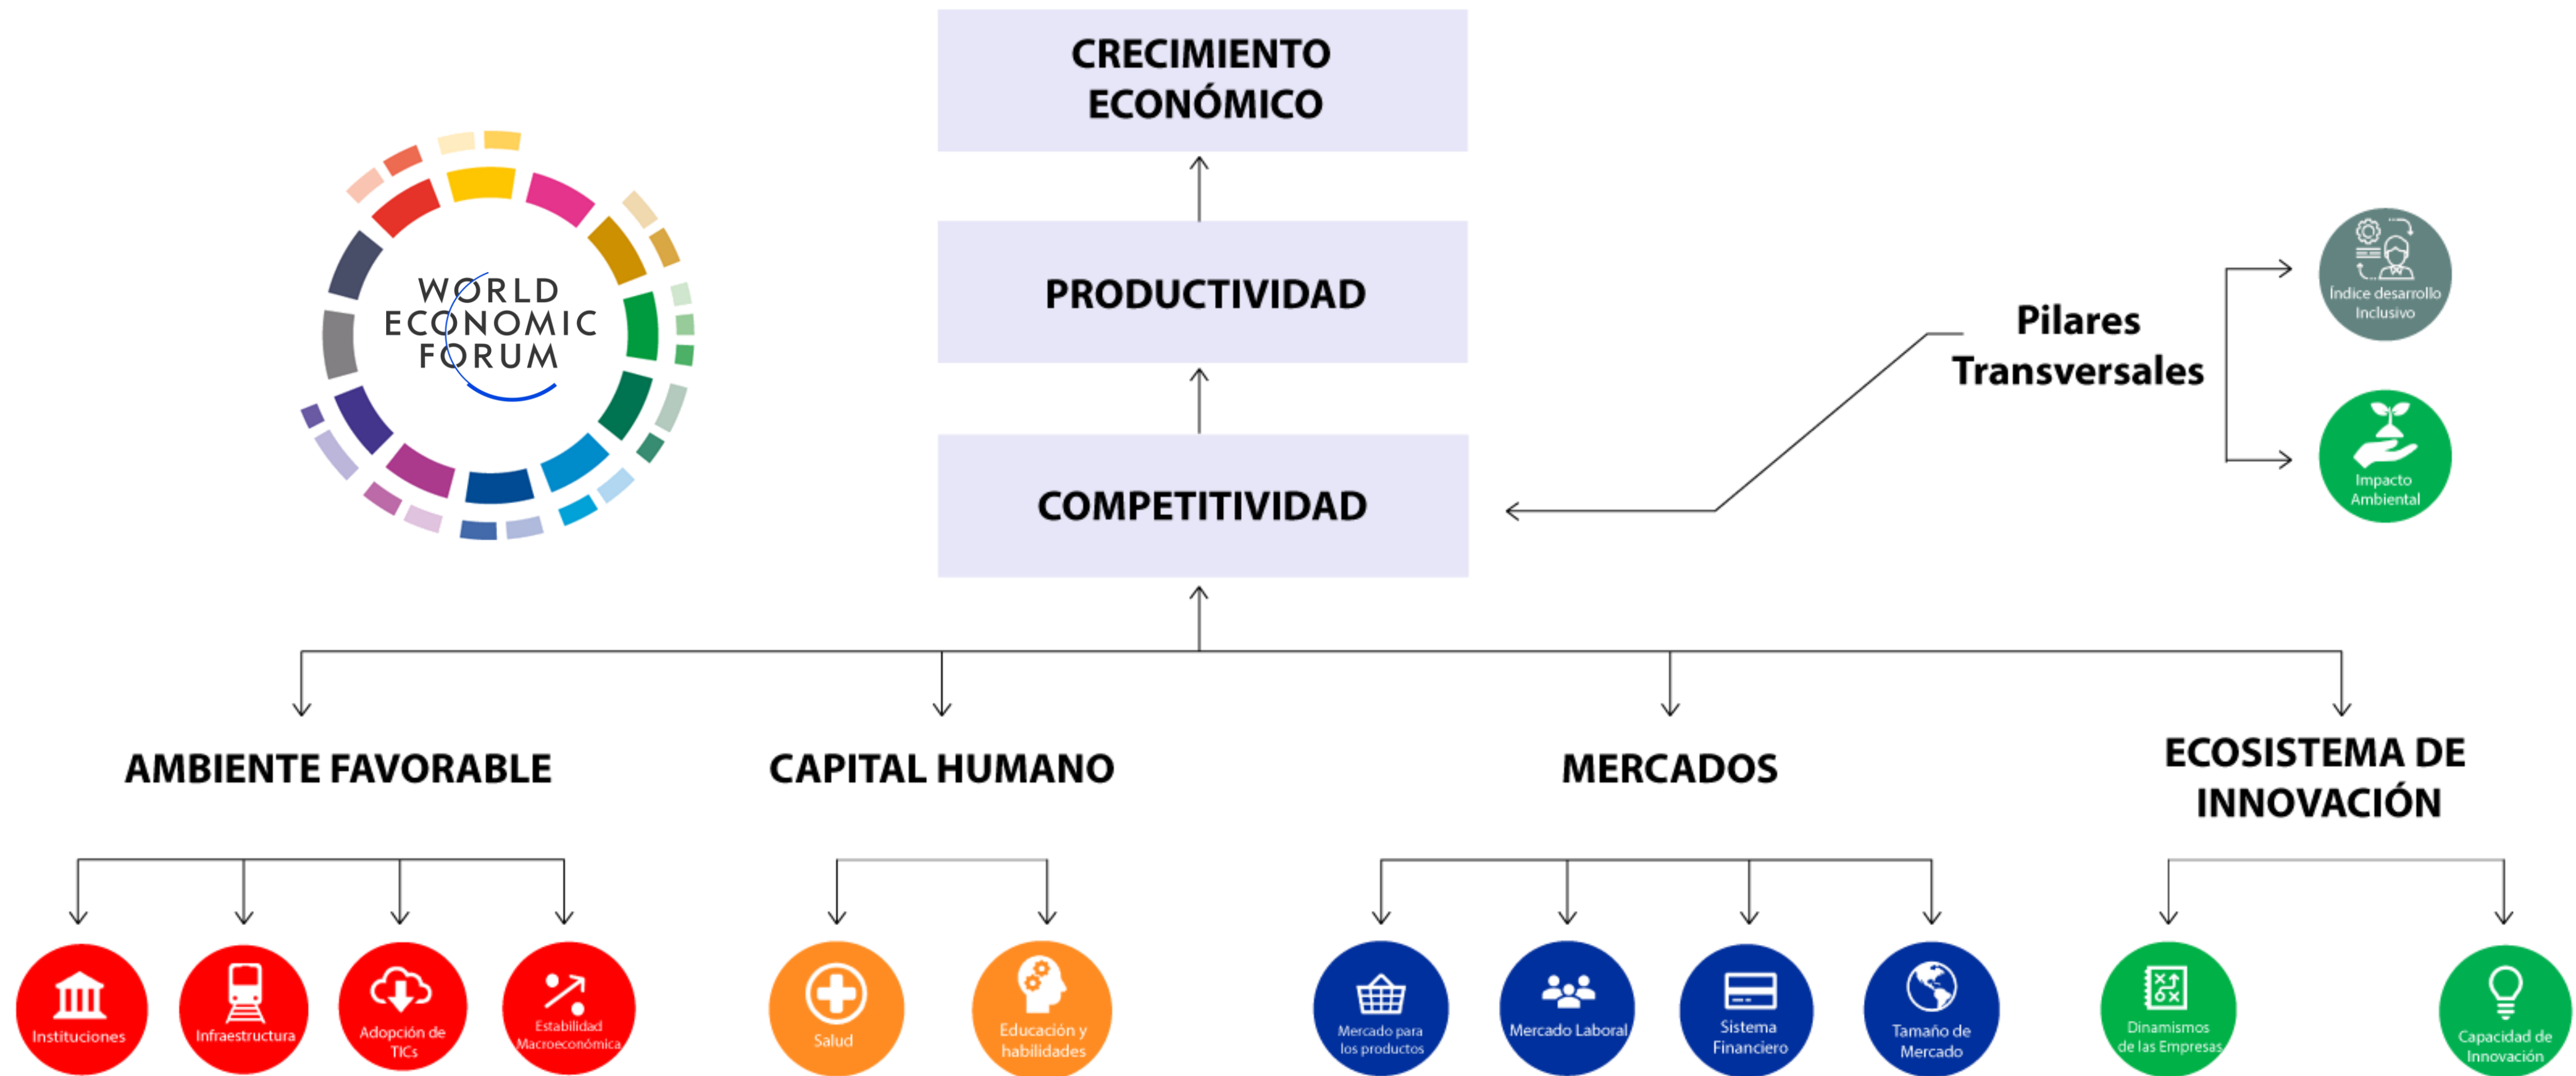 CRECIMIENTO
ECONÓMICO
WORLD
ECONOMIC
FORUM
PRODUCTIVIDAD
COMPETITIVIDAD
Pilares
Transversales
Índice desarrollo
Inclusivo
Impacto
Ambiental
AMBIENTE FAVORABLE
CAPITAL HUMANO
MERCADOS
ECOSISTEMA DE
INNOVACIÓN
Instituciones
Infraestructura
Adopción de
TICs
Estabilidad
Macroeconómica
Salud
Educación y
habilidades
Mercado para
los productos
Mercado Laboral
Sistema
Financiero
Tamaño de
Mercado
Dinamismos
de las Empresas
Capacidad de
Innovación